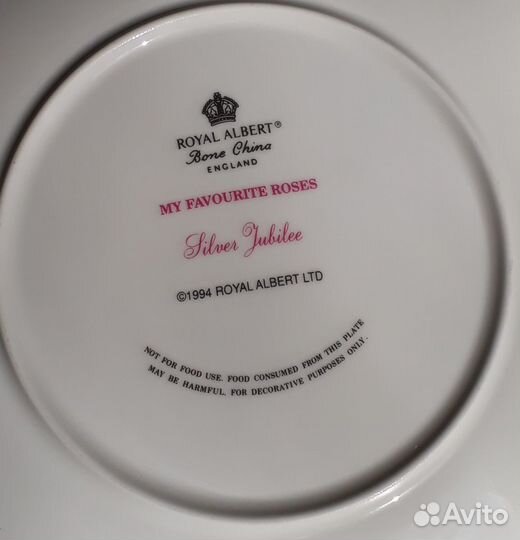 ROYAL ALBERT®
Bone China
ENGLAND
MY FAVOURITE ROSES
Silver Jubilee
©1994 ROYAL ALBERT LTD
NOT FOR FOOD USE. FOOD CONSUMED FROM THIS PLATE
MAY BE HARMFUL. FOR DECORATIVE PURPOSES ONLY.
Avito